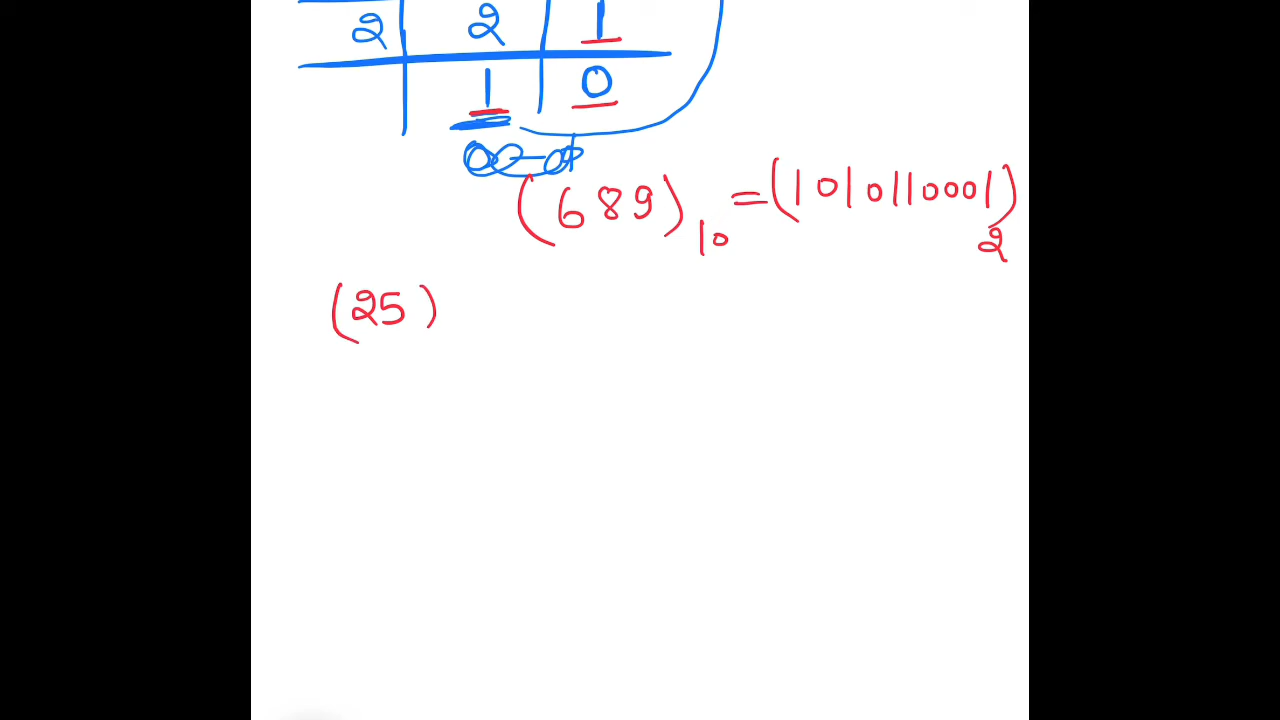 2 2 1
1 0
(689)10 = (1010110001)2
(25)